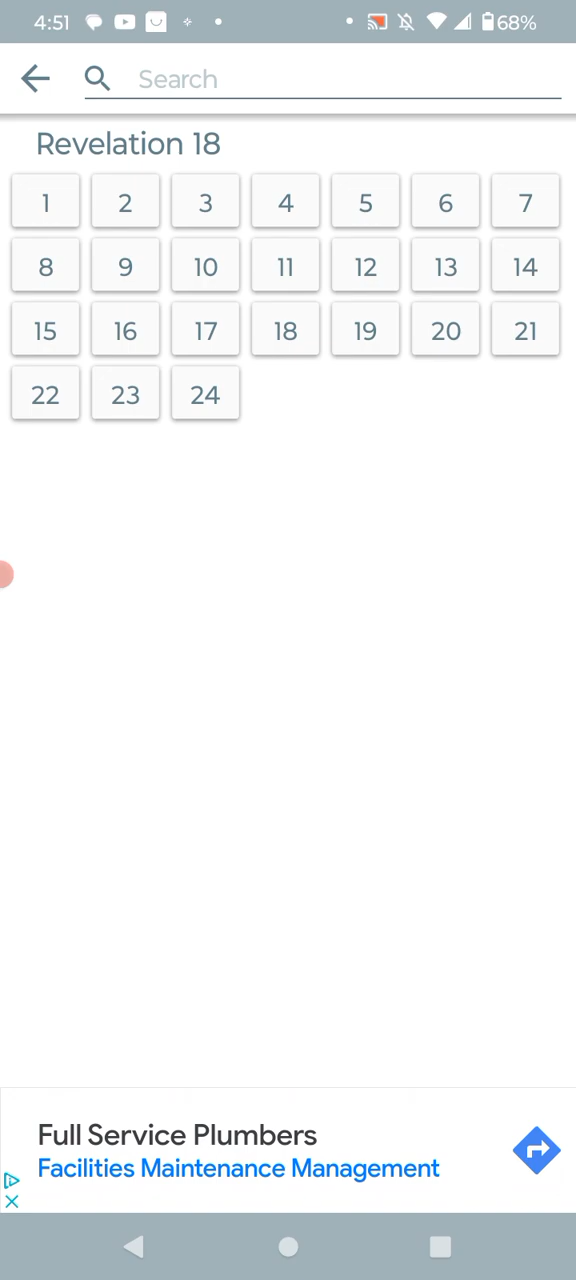 4:51 68%
Search
Revelation 18
1 2 3 4 5 6 7
8 9 10 11 12 13 14
15 16 17 18 19 20 21
22 23 24
Full Service Plumbers
Facilities Maintenance Management